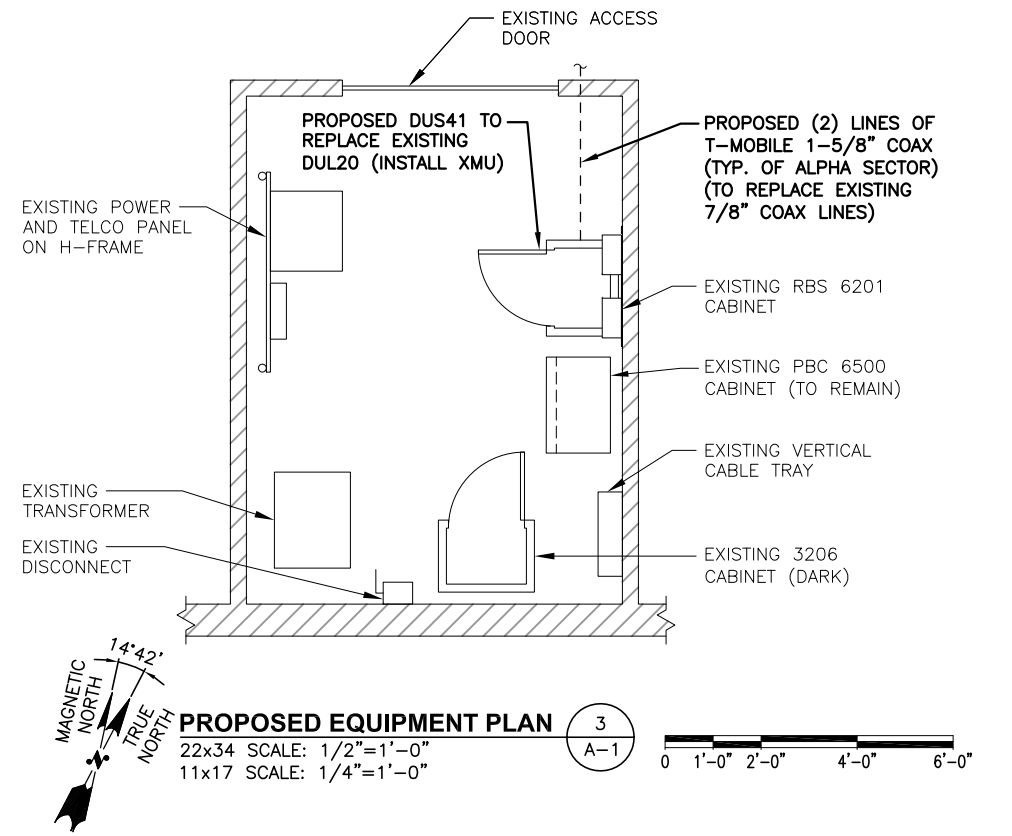 EXISTING ACCESS
DOOR
PROPOSED DUS41 TO
REPLACE EXISTING
DUL20 (INSTALL XMU)
PROPOSED (2) LINES OF
T-MOBILE 1-5/8" COAX
(TYP. OF ALPHA SECTOR)
(TO REPLACE EXISTING
7/8" COAX LINES)
EXISTING POWER
AND TELCO PANEL
ON H-FRAME
EXISTING RBS 6201
CABINET
EXISTING PBC 6500
CABINET (TO REMAIN)
EXISTING VERTICAL
CABLE TRAY
EXISTING
TRANSFORMER
EXISTING
DISCONNECT
EXISTING 3206
CABINET (DARK)
14°42'
MAGNETIC
NORTH
TRUE
NORTH
N
PROPOSED EQUIPMENT PLAN
3
A-1
22x34 SCALE: 1/2"=1'-0"
11x17 SCALE: 1/4"=1'-0"
0 1'-0" 2'-0" 4'-0" 6'-0"